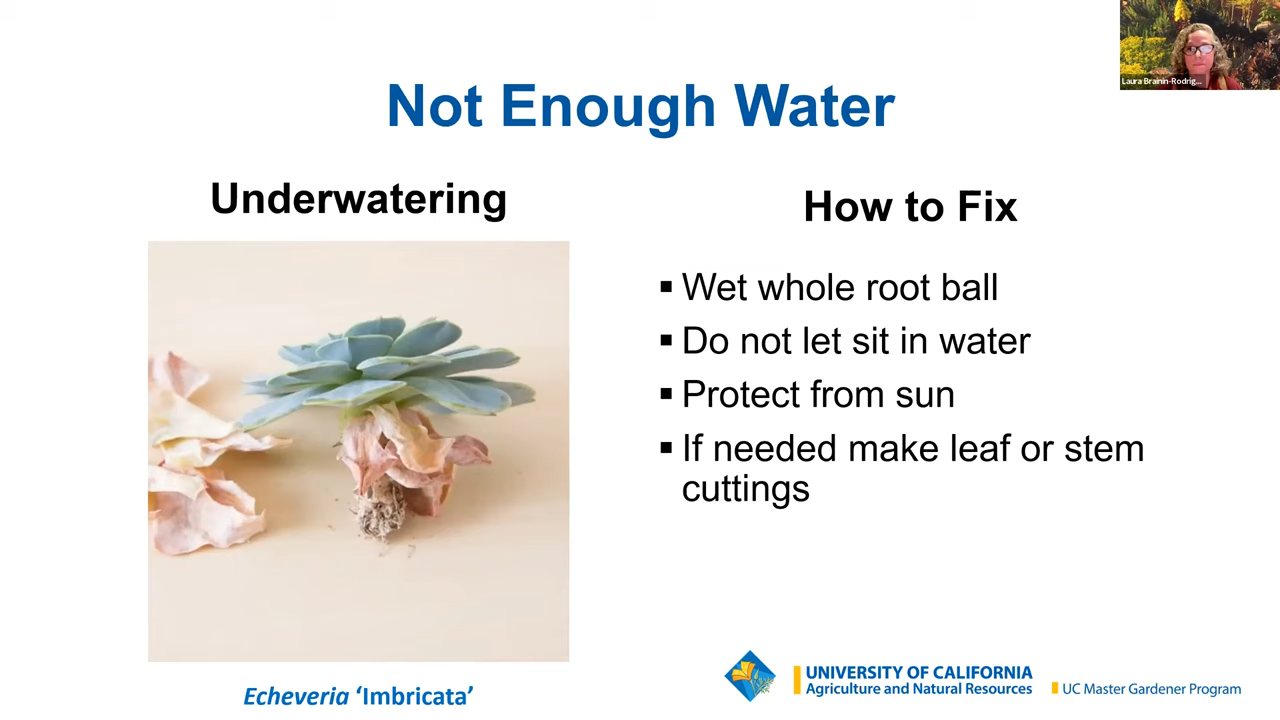 Laura Brainin-Rodrig...
Not Enough Water
Underwatering
How to Fix
▪ Wet whole root ball
▪ Do not let sit in water
▪ Protect from sun
▪ If needed make leaf or stem
cuttings
Echeveria ‘Imbricata’
UNIVERSITY OF CALIFORNIA
Agriculture and Natural Resources
UC Master Gardener Program